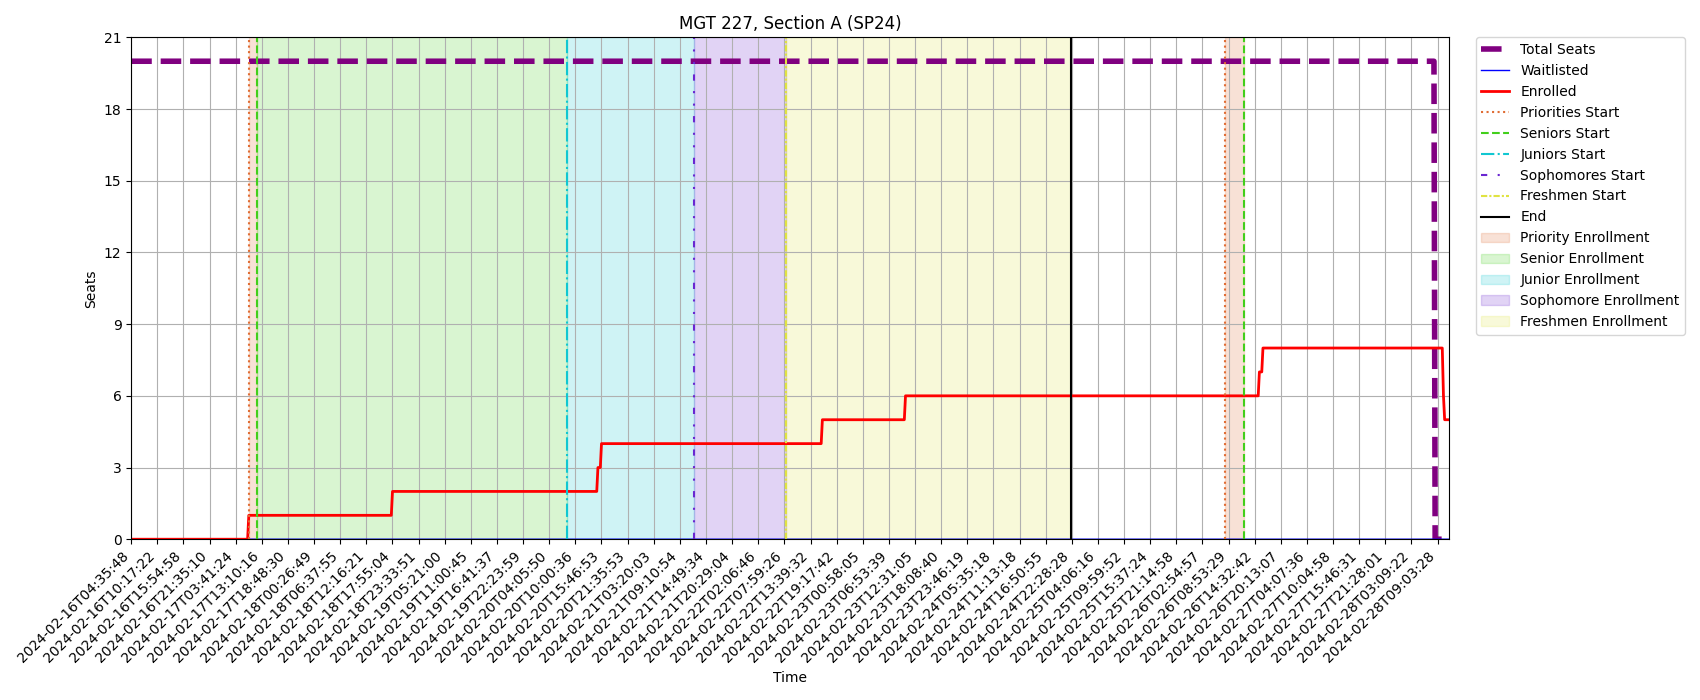 MGT 227, Section A (SP24)
21
18
15
12
9
6
3
0
Seats
2024-02-16T04:35:48
2024-02-16T10:17:22
2024-02-16T15:54:58
2024-02-16T21:35:10
2024-02-17T03:41:24
2024-02-17T13:10:16
2024-02-17T18:48:30
2024-02-18T00:26:49
2024-02-18T06:37:55
2024-02-18T12:16:21
2024-02-18T17:55:04
2024-02-18T23:33:51
2024-02-19T05:21:00
2024-02-19T11:00:45
2024-02-19T16:41:37
2024-02-19T22:23:59
2024-02-20T04:05:50
2024-02-20T10:00:36
2024-02-20T15:46:53
2024-02-20T21:35:53
2024-02-21T03:20:03
2024-02-21T09:10:54
2024-02-21T14:49:34
2024-02-21T20:29:04
2024-02-22T02:06:46
2024-02-22T07:59:26
2024-02-22T13:39:32
2024-02-22T19:17:42
2024-02-23T00:58:05
2024-02-23T06:53:39
2024-02-23T12:31:05
2024-02-23T18:08:40
2024-02-23T23:46:19
2024-02-24T05:35:18
2024-02-24T11:13:18
2024-02-24T16:50:55
2024-02-24T22:28:28
2024-02-25T04:06:16
2024-02-25T09:59:52
2024-02-25T15:37:24
2024-02-25T21:14:58
2024-02-26T02:54:57
2024-02-26T08:53:29
2024-02-26T14:32:42
2024-02-26T20:13:07
2024-02-27T04:07:36
2024-02-27T10:04:58
2024-02-27T15:46:31
2024-02-27T21:28:01
2024-02-28T03:09:22
2024-02-28T09:03:28
Time
Total Seats
Waitlisted
Enrolled
Priorities Start
Seniors Start
Juniors Start
Sophomores Start
Freshmen Start
End
Priority Enrollment
Senior Enrollment
Junior Enrollment
Sophomore Enrollment
Freshmen Enrollment